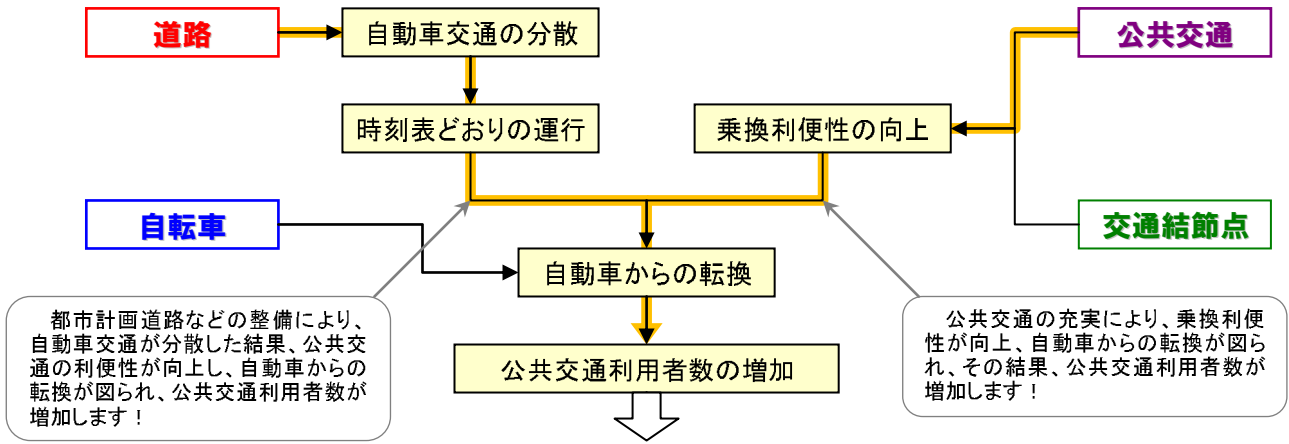 道路
自動車交通の分散
公共交通
時刻表どおりの運行
乗換利便性の向上
自転車
交通結節点
自動車からの転換
都市計画道路などの整備により、
自動車交通が分散した結果、公共交
通の利便性が向上し、自動車からの
転換が図られ、公共交通利用者数が
増加します！
公共交通の充実により、乗換利便
性が向上、自動車からの転換が図ら
れ、その結果、公共交通利用者数が
増加します！
公共交通利用者数の増加